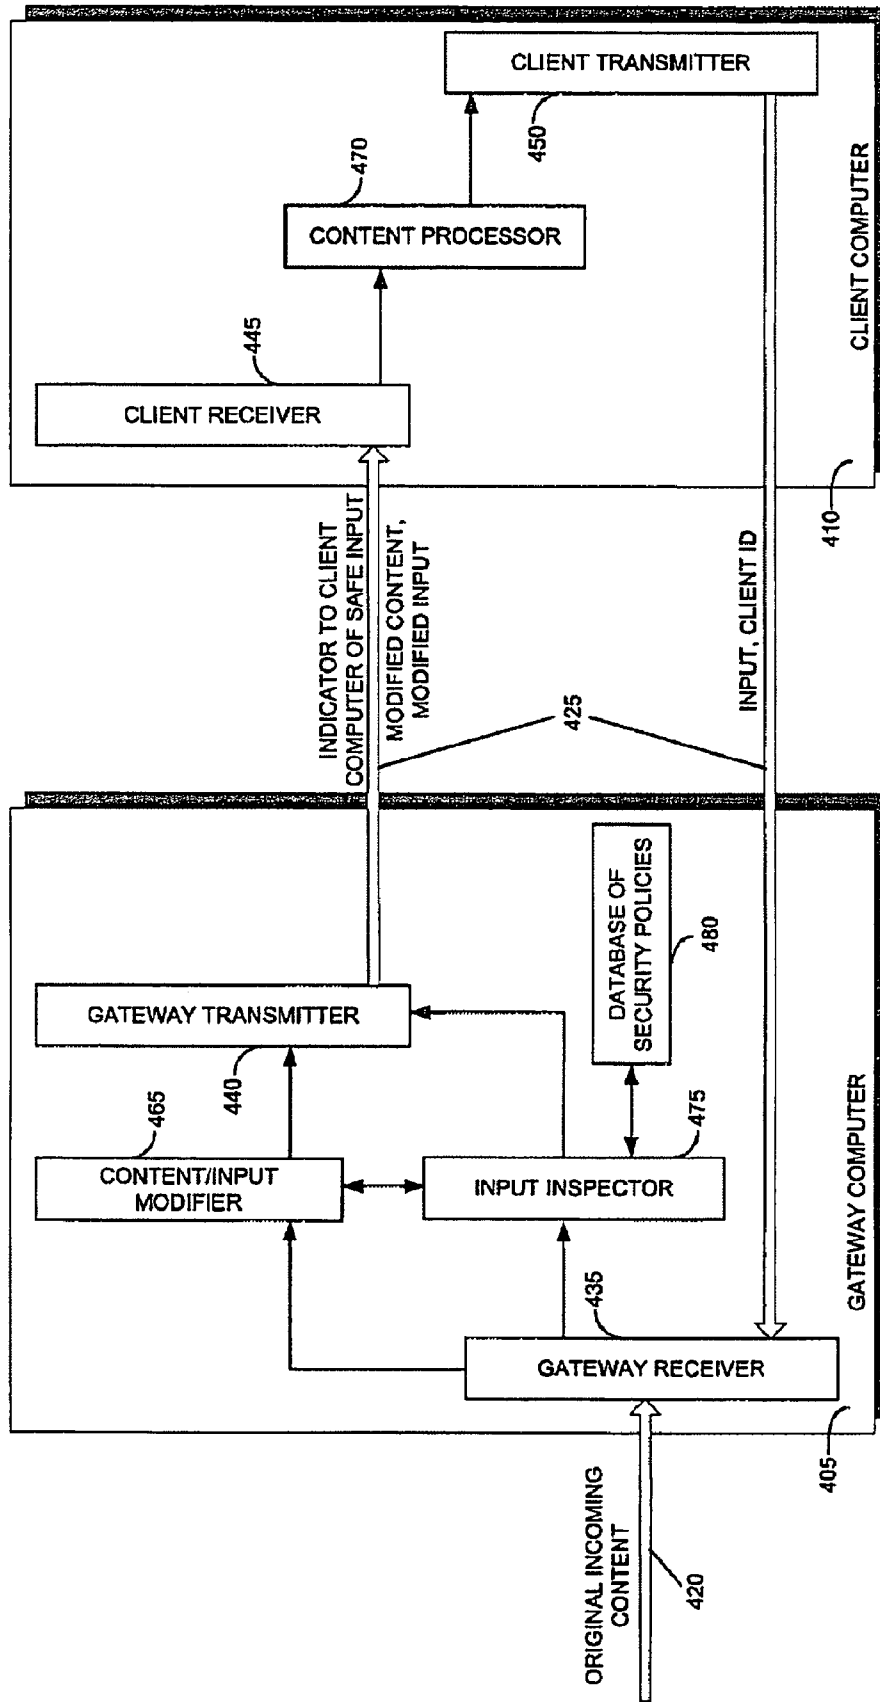 ORIGINAL INCOMING
CONTENT
420
405
GATEWAY COMPUTER
GATEWAY RECEIVER
435
CONTENT/INPUT
MODIFIER
465
INPUT INSPECTOR
475
GATEWAY TRANSMITTER
440
DATABASE OF
SECURITY POLICIES
480
INDICATOR TO CLIENT
COMPUTER OF SAFE INPUT
MODIFIED CONTENT,
MODIFIED INPUT
425
INPUT, CLIENT ID
410
CLIENT COMPUTER
CLIENT RECEIVER
445
CONTENT PROCESSOR
470
CLIENT TRANSMITTER
450